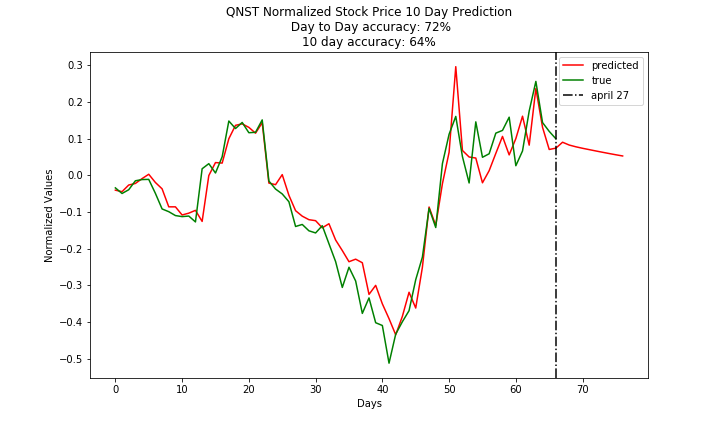 QNST Normalized Stock Price 10 Day Prediction
Day to Day accuracy: 72%
10 day accuracy: 64%
predicted
true
april 27
Normalized Values
0.3
0.2
0.1
0.0
−0.1
−0.2
−0.3
−0.4
−0.5
0 10 20 30 40 50 60 70
Days